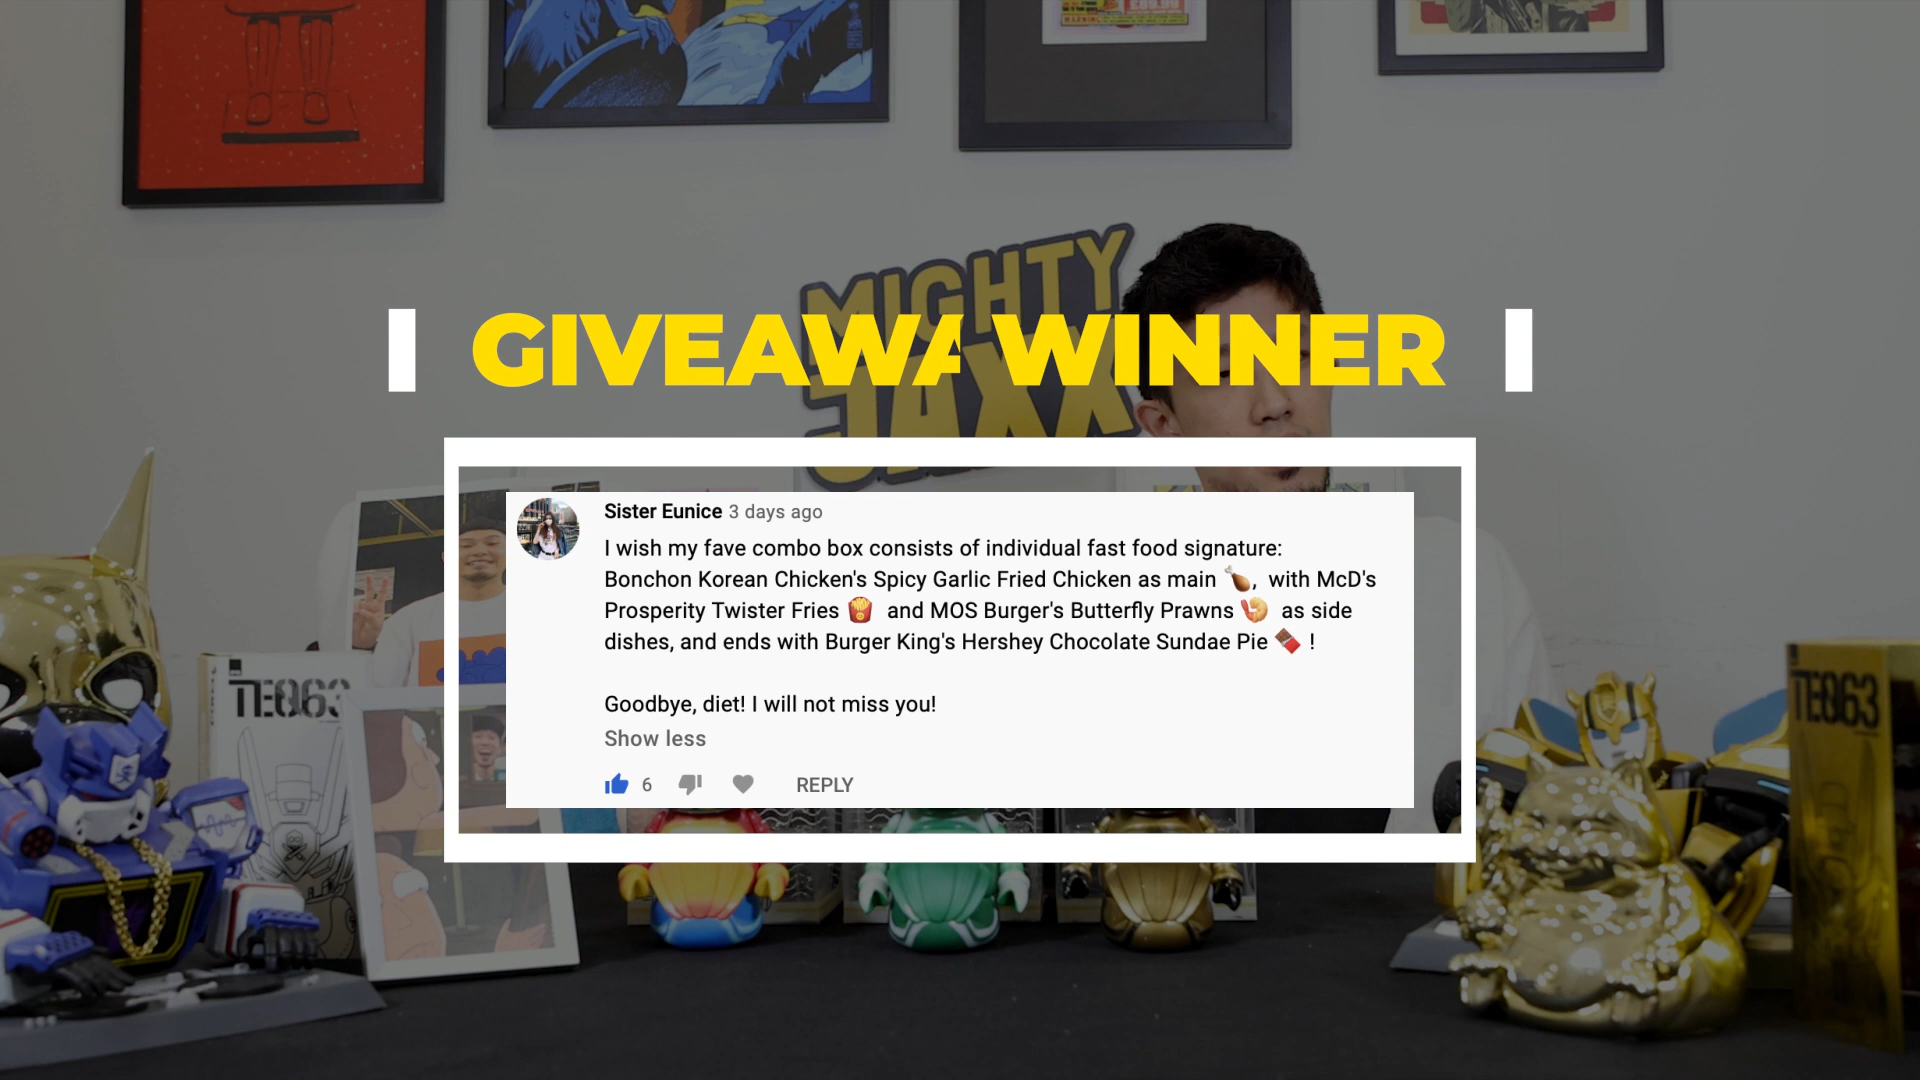 MIGHTY
JAXX
GIVEAWA WINNER
Sister Eunice 3 days ago
I wish my fave combo box consists of individual fast food signature:
Bonchon Korean Chicken's Spicy Garlic Fried Chicken as main 🍗, with McD's
Prosperity Twister Fries 🍟 and MOS Burger's Butterfly Prawns 🍤 as side
dishes, and ends with Burger King's Hershey Chocolate Sundae Pie 🍫 !
Goodbye, diet! I will not miss you!
Show less
6 REPLY
TEQ63
TEQ63